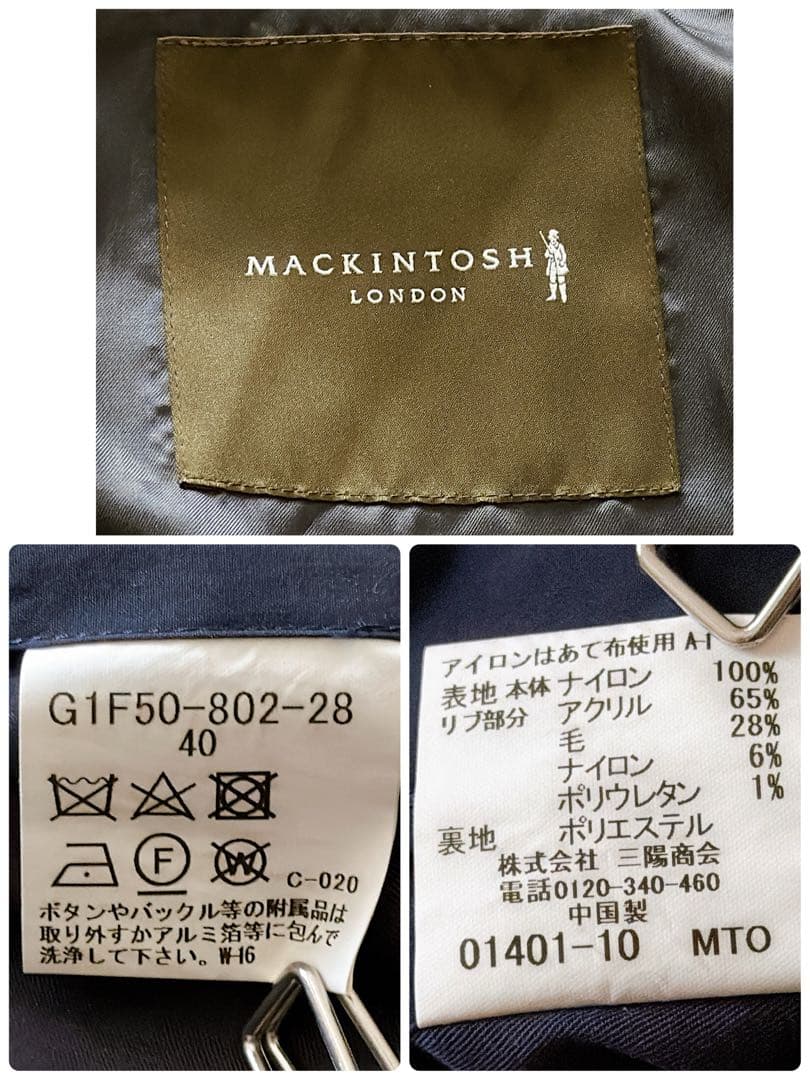 MACKINTOSH
LONDON
G1F50-802-28
40
F
W
C-020
ボタンやバックル等の附属品は
取り外すかアルミ箔等に包んで
洗浄して下さい。W-16
アイロンはあて布使用 A-1
表地 本体 ナイロン 100%
リブ部分 アクリル 65%
毛 28%
ナイロン 6%
ポリウレタン 1%
裏地 ポリエステル
株式会社 三陽商会
電話0120-340-460
中国製
01401-10 MTO